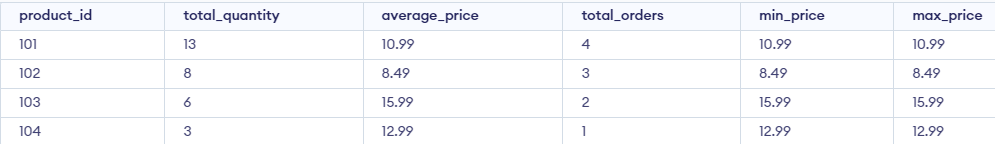 product_id total_quantity average_price total_orders min_price max_price
101 13 10.99 4 10.99 10.99
102 8 8.49 3 8.49 8.49
103 6 15.99 2 15.99 15.99
104 3 12.99 1 12.99 12.99